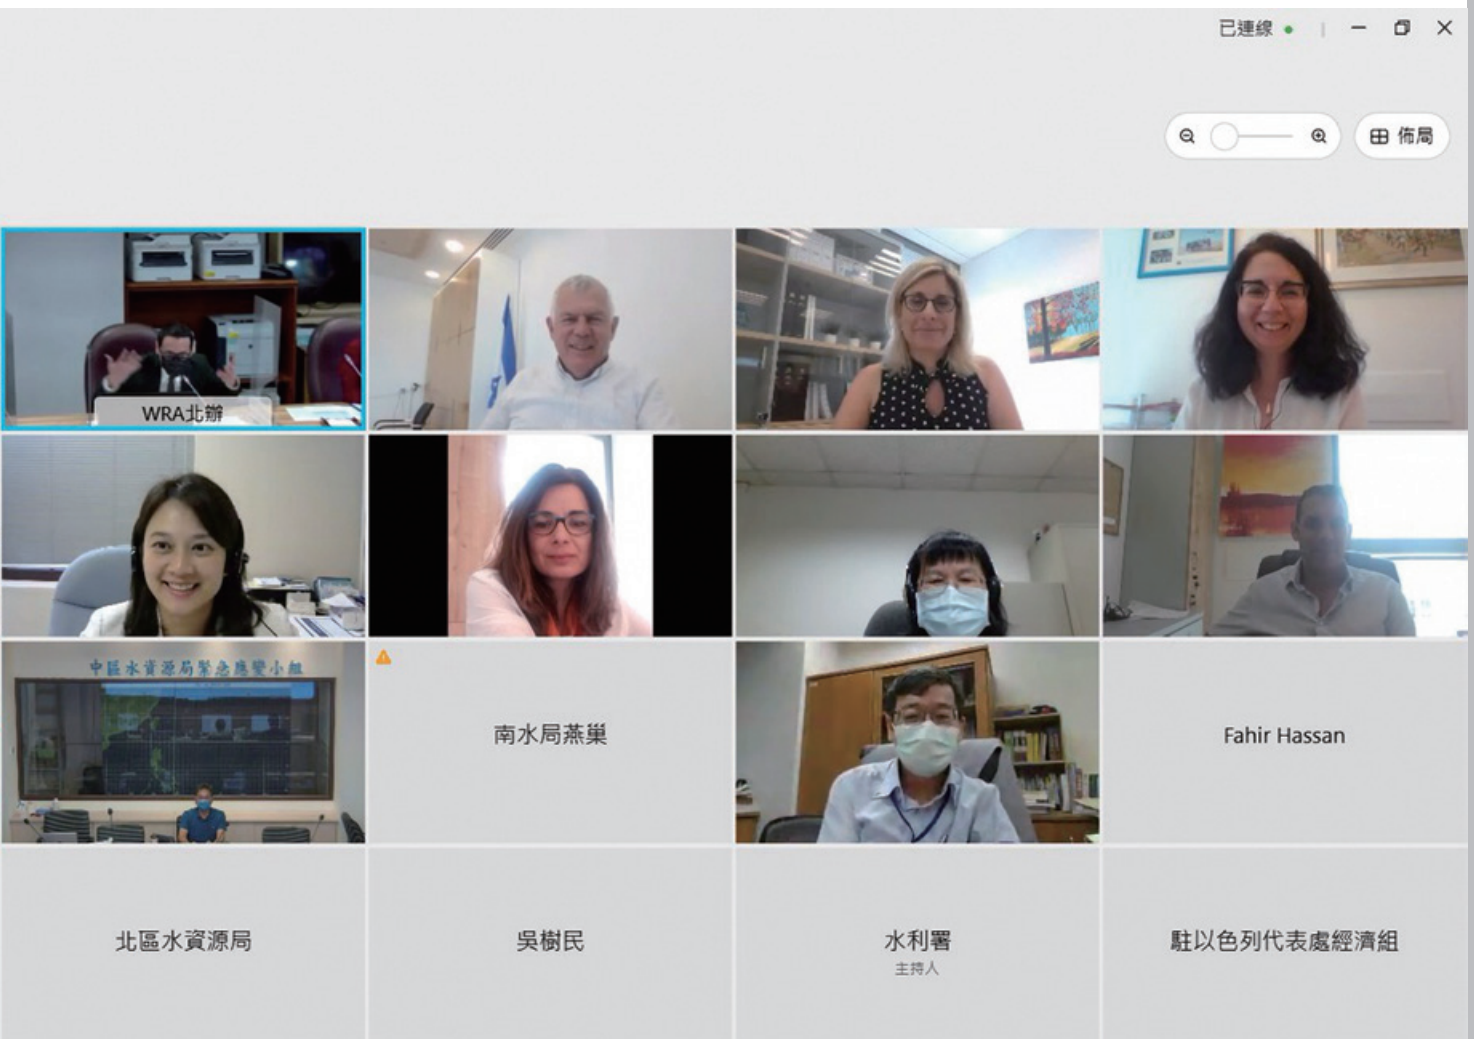 已連線
佈局
WRA北辦
中區水資源局緊急應變小組
南水局燕巢
Fahir Hassan
北區水資源局
吳樹民
水利署
主持人
駐以色列代表處經濟組